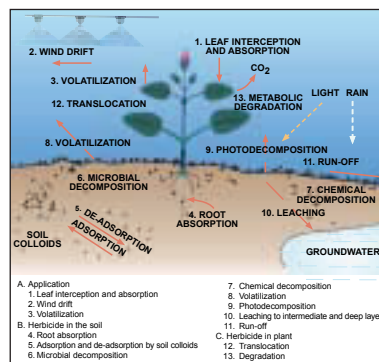 1. LEAF INTERCEPTION
AND ABSORPTION
2. WIND DRIFT
CO2
3. VOLATILIZATION
12. TRANSLOCATION
13. METABOLIC
DEGRADATION
LIGHT RAIN
8. VOLATILIZATION
9. PHOTODECOMPOSITION
11. RUN-OFF
6. MICROBIAL
DECOMPOSITION
7. CHEMICAL
DECOMPOSITION
4. ROOT
ABSORPTION
10. LEACHING
5. DE-ADSORPTION
ADSORPTION
SOIL
COLLOIDS
GROUNDWATER
A. Application
1. Leaf interception and absorption
2. Wind drift
3. Volatilization
B. Herbicide in the soil
4. Root absorption
5. Adsorption and de-adsorption by soil colloids
6. Microbial decomposition
7. Chemical decomposition
8. Volatilization
9. Photodecomposition
10. Leaching to intermediate and deep laye
11. Run-off
C. Herbicide in plant
12. Translocation
13. Degradation